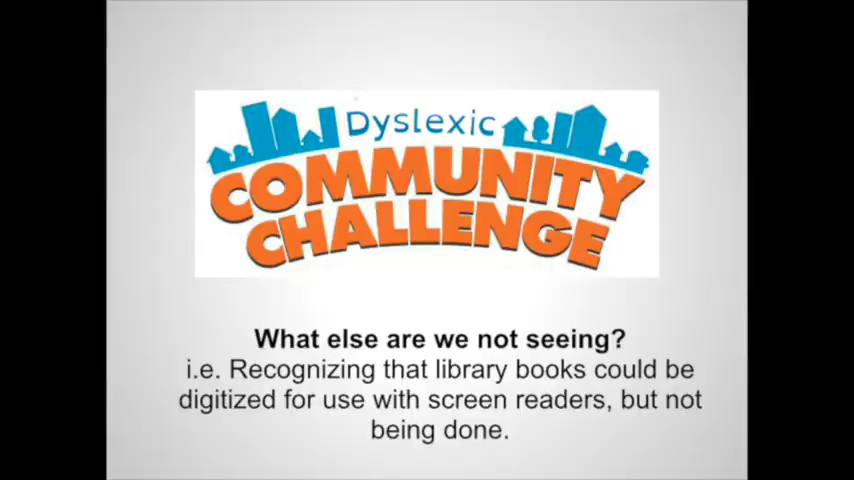 Dyslexic
COMMUNITY
CHALLENGE
What else are we not seeing?
i.e. Recognizing that library books could be
digitized for use with screen readers, but not
being done.